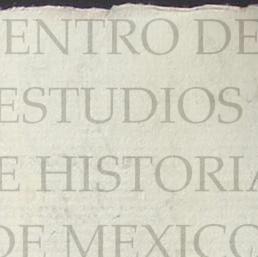 ENTRO DE
ESTUDIOS
E HISTORIA
DE MEXICO